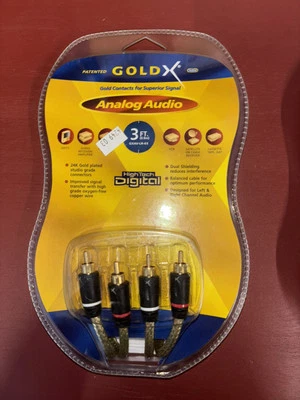 PATENTED GOLDX
Gold Contacts for Superior Signal
Analog Audio
3 FT.
24K Gold plated
studio grade
connectors
Improved signal
transfer with high
grade oxygen-free
copper wire
High Tech
Digital
Dual Shielding
reduces interference
Balanced cable for
optimum performance
Designed for Left &
Right Channel Audio